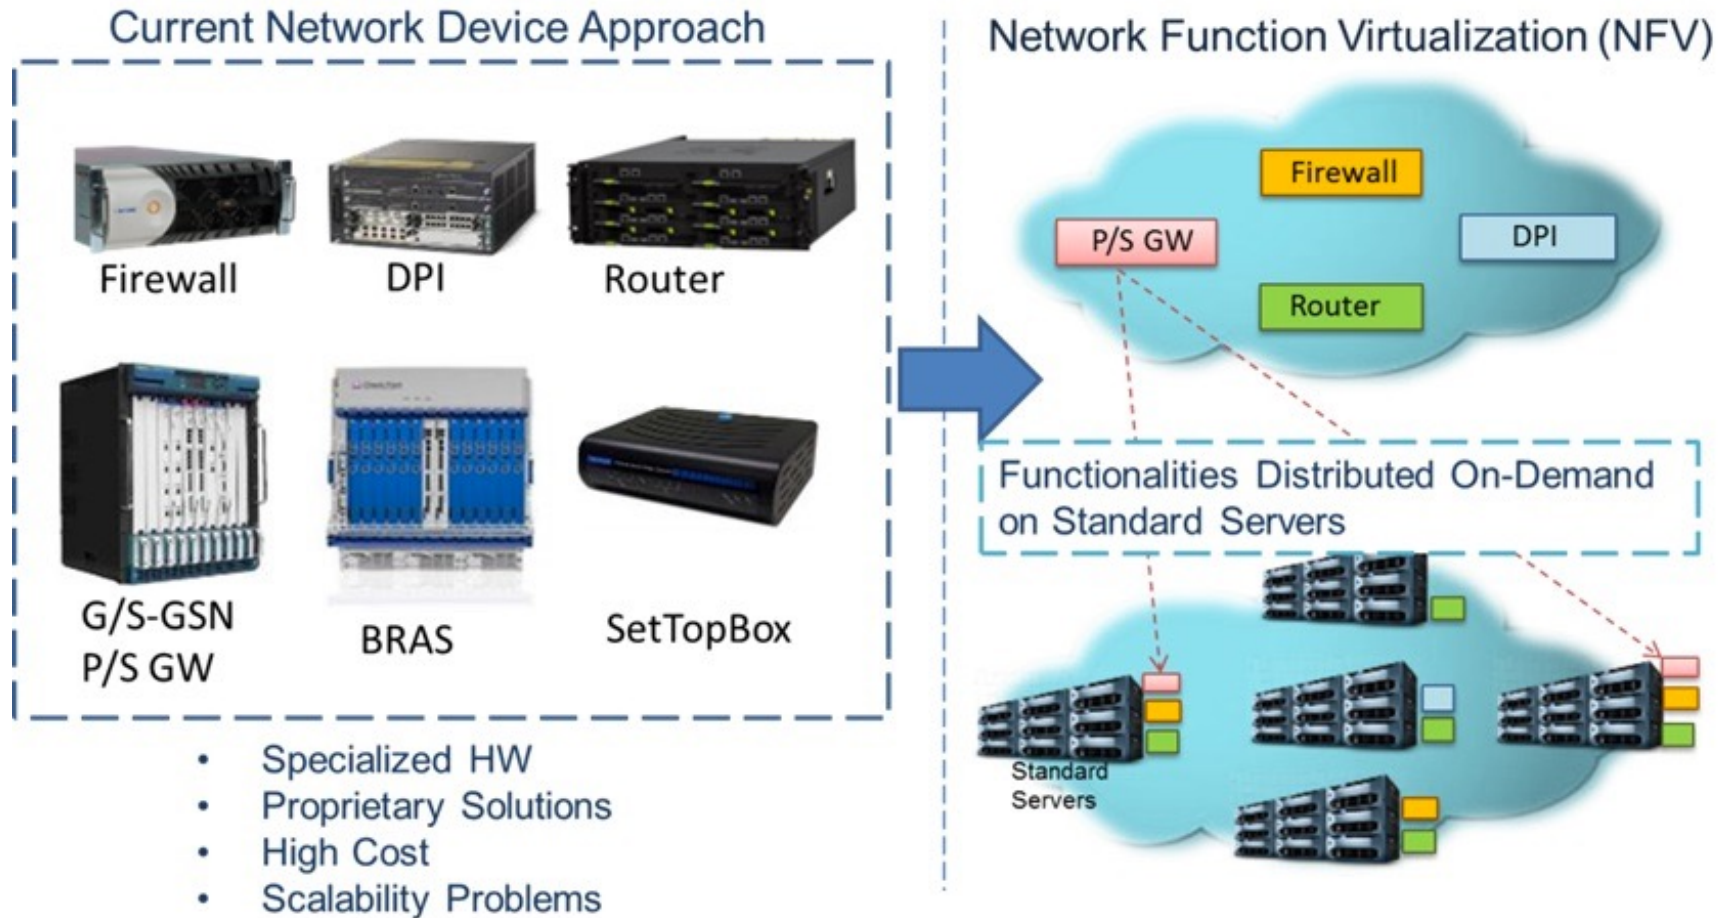 Current Network Device Approach
Firewall
DPI
Router
G/S-GSN
P/S GW
BRAS
SetTopBox
• Specialized HW
• Proprietary Solutions
• High Cost
• Scalability Problems
Network Function Virtualization (NFV)
Firewall
P/S GW
DPI
Router
Functionalities Distributed On-Demand
on Standard Servers
Standard
Servers